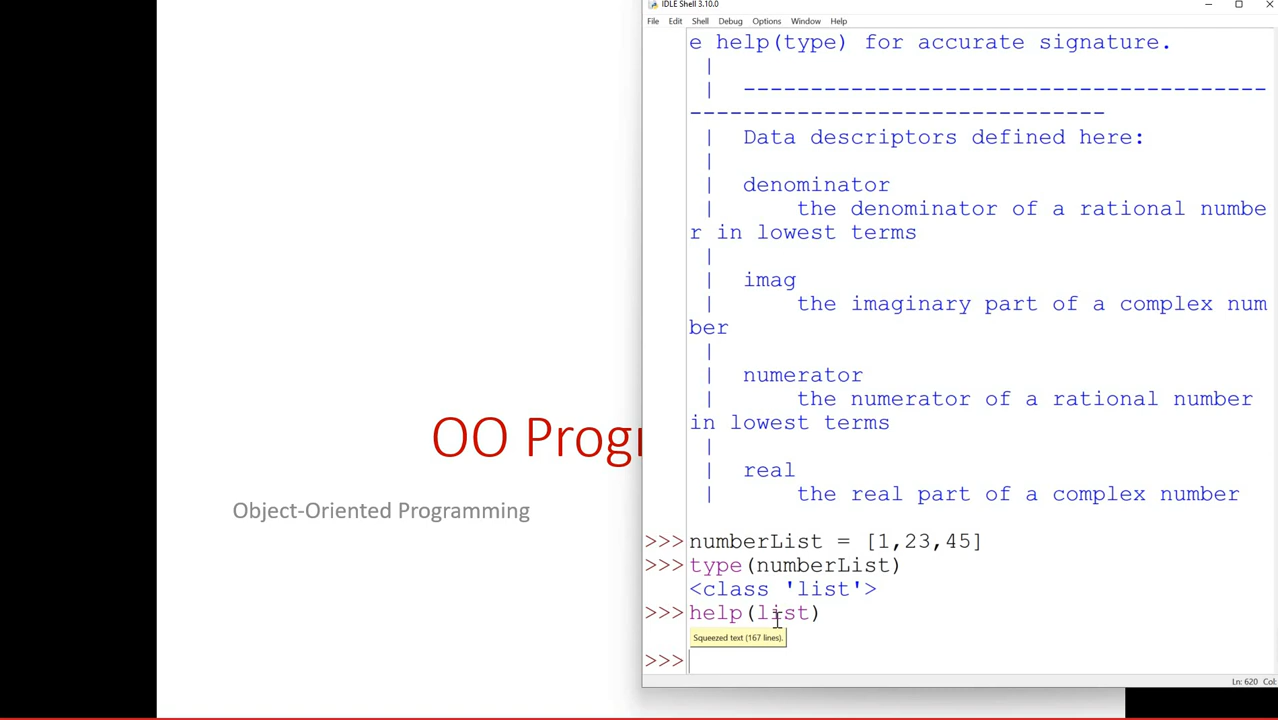 IDLE Shell 3.10.0
File Edit Shell Debug Options Window Help
e help(type) for accurate signature.
|
| ---------------------------------------
-------------------------------
| Data descriptors defined here:
|
| denominator
| the denominator of a rational numbe
r in lowest terms
|
| imag
| the imaginary part of a complex num
ber
|
| numerator
| the numerator of a rational number
in lowest terms
|
| real
| the real part of a complex number
>>> numberList = [1,23,45]
>>> type(numberList)
<class 'list'>
>>> help(list)
Squeezed text (167 lines).
>>>
Ln: 620 Col:
OO Progr
Object-Oriented Programming